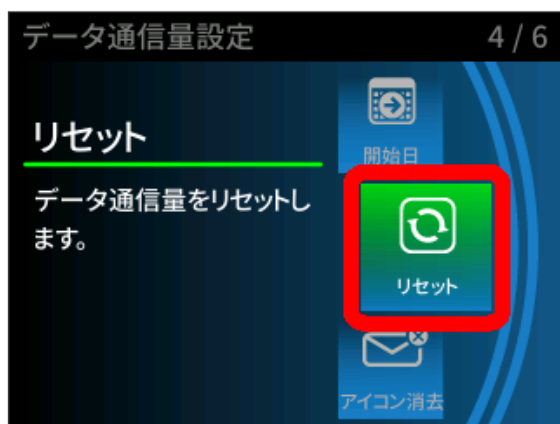 データ通信量設定 4 / 6
開始日
リセット
データ通信量をリセットし
ます。
リセット
アイコン消去